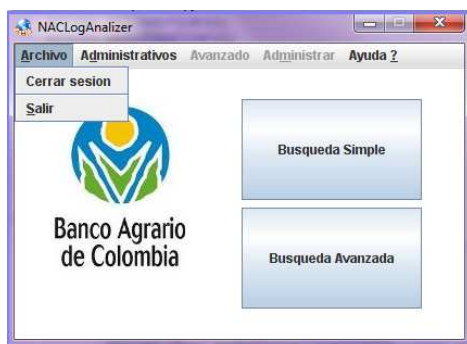 NACLogAnalizer
Archivo Administrativos Avanzado Administrar Ayuda ?
Cerrar sesion
Salir
Busqueda Simple
Banco Agrario
de Colombia
Busqueda Avanzada